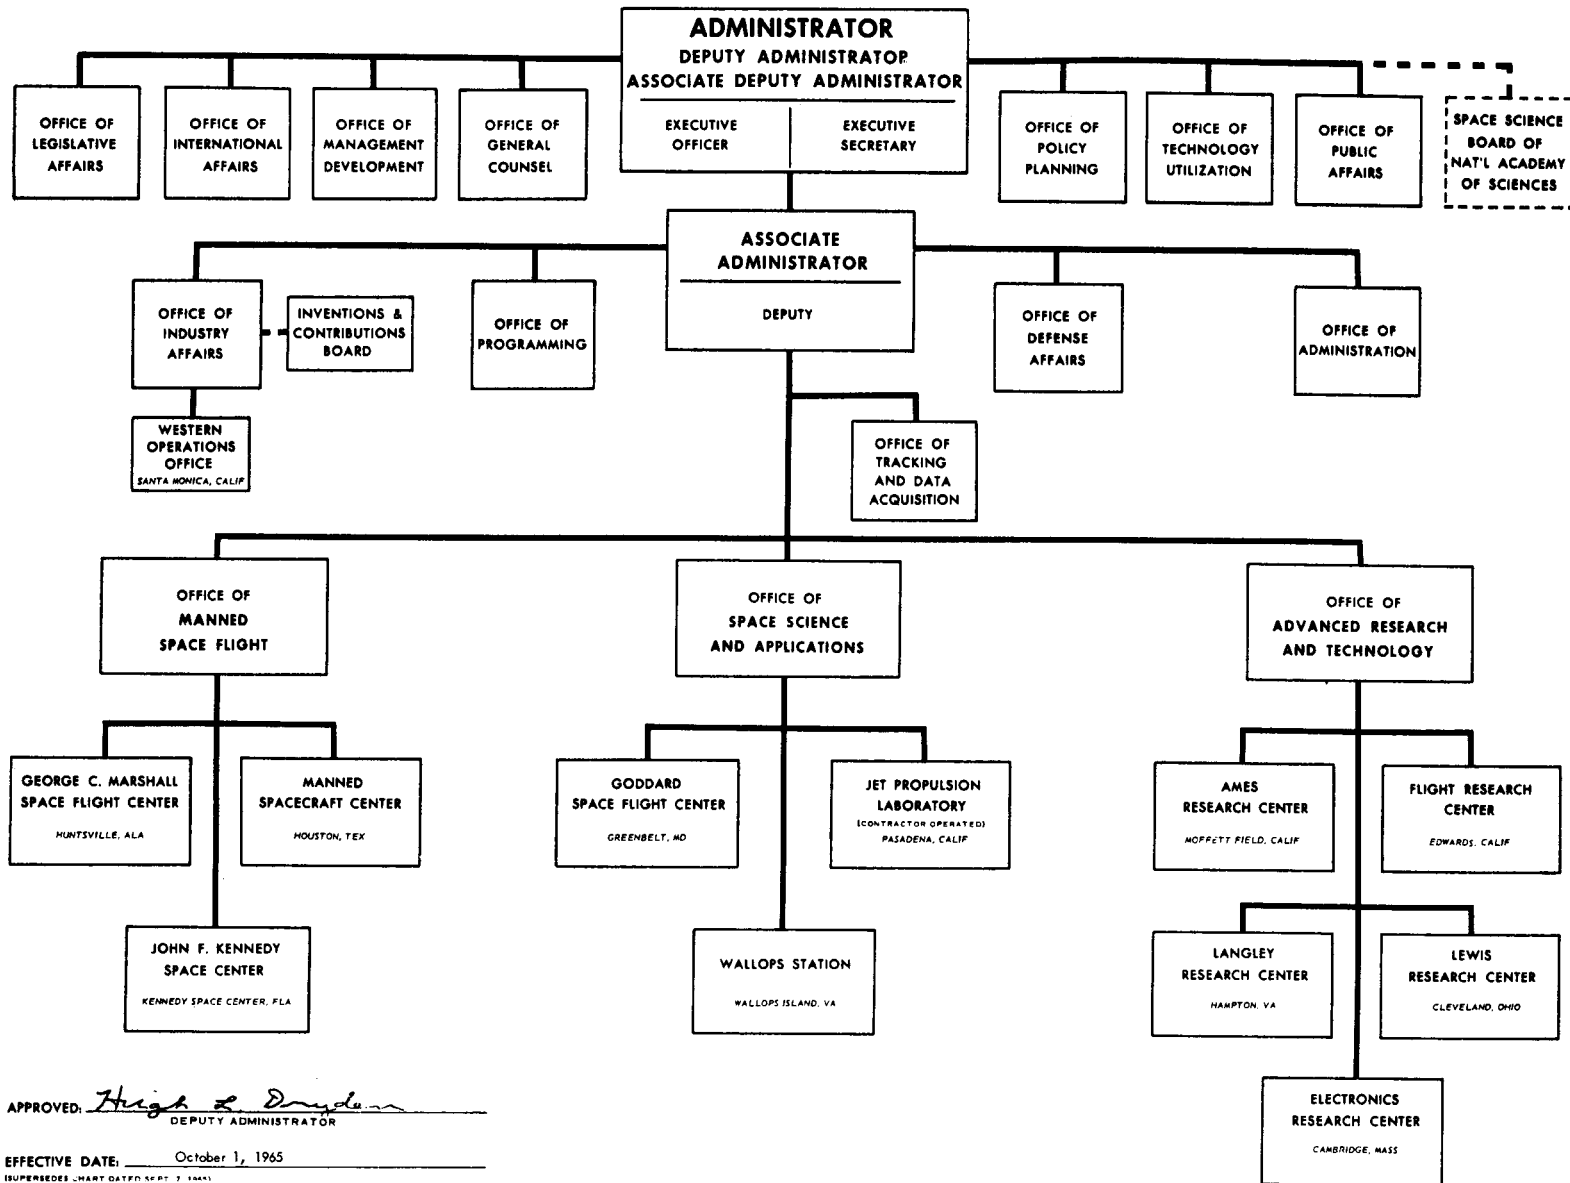 ADMINISTRATOR
DEPUTY ADMINISTRATOR
ASSOCIATE DEPUTY ADMINISTRATOR
EXECUTIVE
OFFICER
EXECUTIVE
SECRETARY
OFFICE OF
LEGISLATIVE
AFFAIRS
OFFICE OF
INTERNATIONAL
AFFAIRS
OFFICE OF
MANAGEMENT
DEVELOPMENT
OFFICE OF
GENERAL
COUNSEL
OFFICE OF
POLICY
PLANNING
OFFICE OF
TECHNOLOGY
UTILIZATION
OFFICE OF
PUBLIC
AFFAIRS
SPACE SCIENCE
BOARD OF
NAT'L ACADEMY
OF SCIENCES
ASSOCIATE
ADMINISTRATOR
DEPUTY
OFFICE OF
INDUSTRY
AFFAIRS
INVENTIONS &
CONTRIBUTIONS
BOARD
OFFICE OF
PROGRAMMING
OFFICE OF
DEFENSE
AFFAIRS
OFFICE OF
ADMINISTRATION
WESTERN
OPERATIONS
OFFICE
SANTA MONICA, CALIF
OFFICE OF
TRACKING
AND DATA
ACQUISITION
OFFICE OF
MANNED
SPACE FLIGHT
OFFICE OF
SPACE SCIENCE
AND APPLICATIONS
OFFICE OF
ADVANCED RESEARCH
AND TECHNOLOGY
GEORGE C. MARSHALL
SPACE FLIGHT CENTER
HUNTSVILLE, ALA
MANNED
SPACECRAFT CENTER
HOUSTON, TEX
GODDARD
SPACE FLIGHT CENTER
GREENBELT, MD
JET PROPULSION
LABORATORY
(CONTRACTOR OPERATED)
PASADENA, CALIF
AMES
RESEARCH CENTER
MOFFETT FIELD, CALIF
FLIGHT RESEARCH
CENTER
EDWARDS, CALIF
JOHN F. KENNEDY
SPACE CENTER
KENNEDY SPACE CENTER, FLA
WALLOPS STATION
WALLOPS ISLAND, VA
LANGLEY
RESEARCH CENTER
HAMPTON, VA
LEWIS
RESEARCH CENTER
CLEVELAND, OHIO
ELECTRONICS
RESEARCH CENTER
CAMBRIDGE, MASS
APPROVED: Hugh L. Dryden
DEPUTY ADMINISTRATOR
EFFECTIVE DATE: October 1, 1965
(SUPERSEDES CHART DATED SEPT. 7